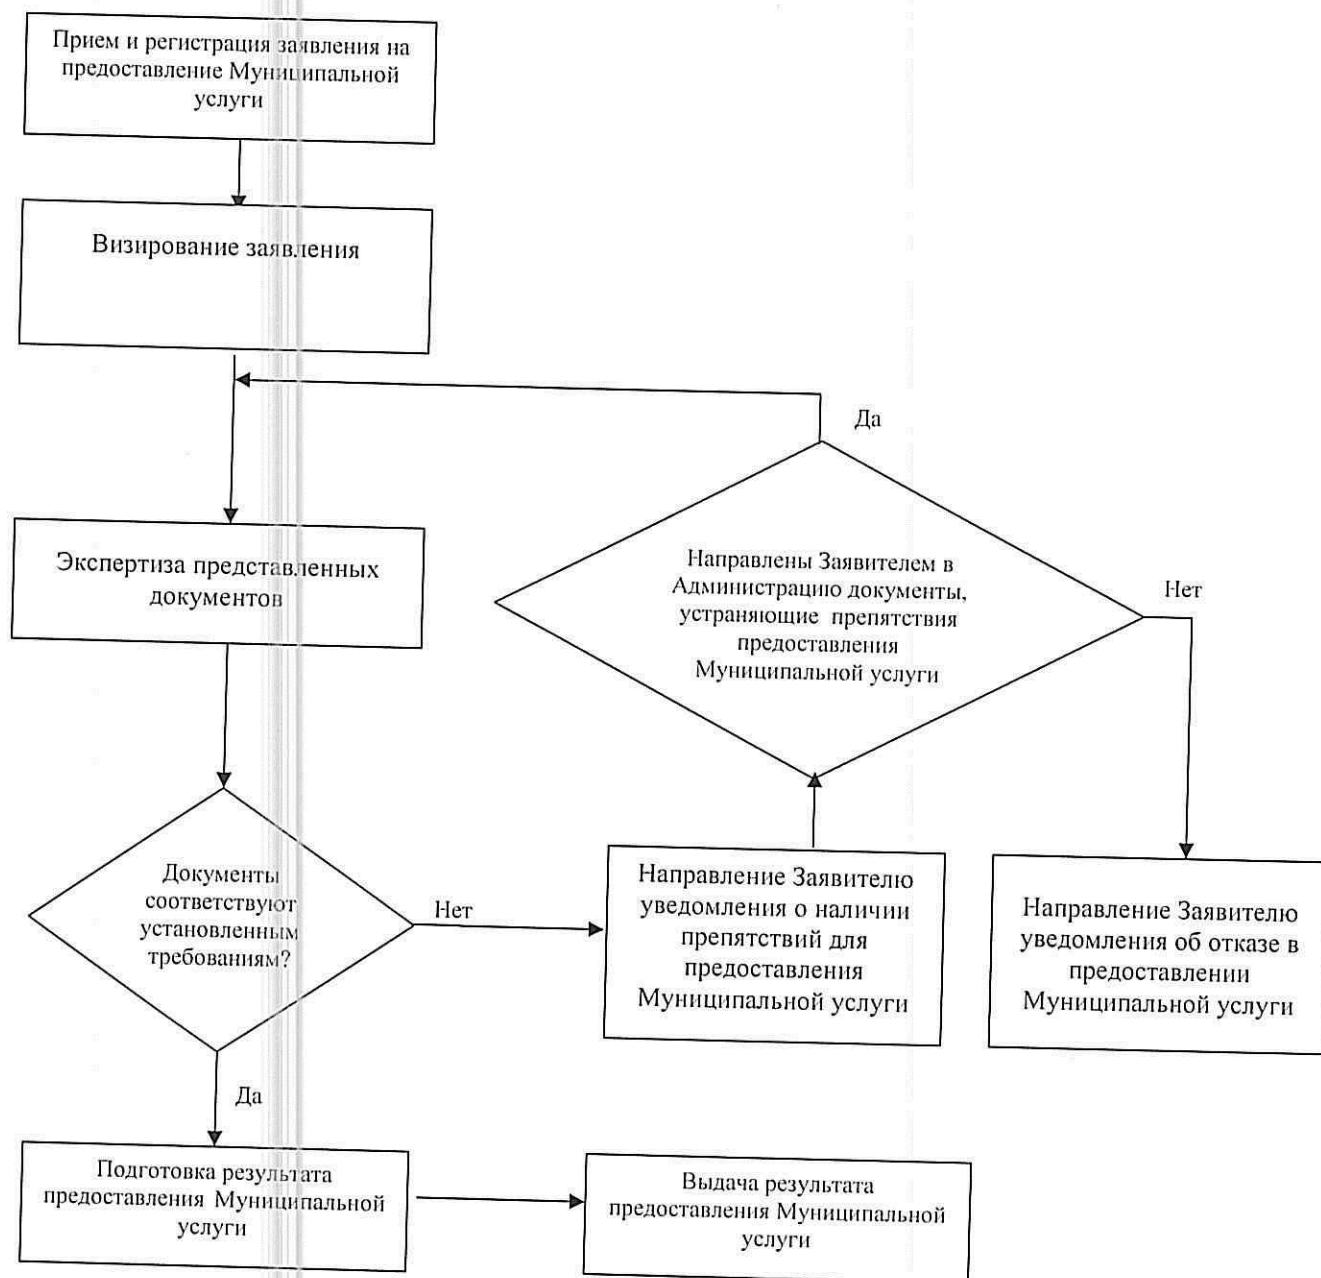 Прием и регистрация заявления на
предоставление Муниципальной
услуги
Визирование заявления
Да
Направлены Заявителем в
Администрацию документы,
устраняющие препятствия
предоставления
Муниципальной услуги
Нет
Экспертиза представленных
документов
Документы
соответствуют
установленным
требованиям?
Нет
Направление Заявителю
уведомления о наличии
препятствий для
предоставления
Муниципальной услуги
Направление Заявителю
уведомления об отказе в
предоставлении
Муниципальной услуги
Да
Подготовка результата
предоставления Муниципальной
услуги
Выдача результата
предоставления Муниципальной
услуги